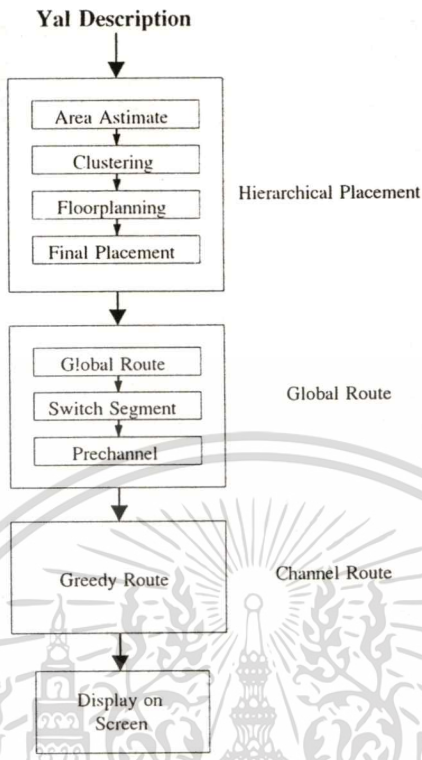 Yal Description
Area Astimate
Clustering
Floorplanning
Final Placement
Hierarchical Placement
Global Route
Switch Segment
Prechannel
Global Route
Greedy Route
Channel Route
Display on
Screen